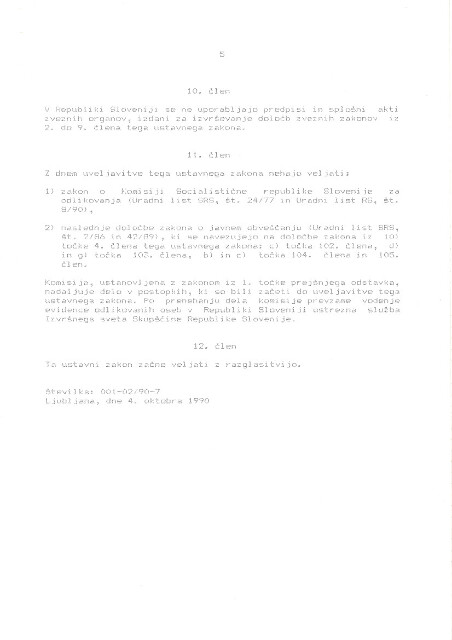 5
10. člen
V Republiki Sloveniji se ne uporabljajo predpisi in splošni akti
zveznih organov, izdani za izvrševanje določb zveznih zakonov iz
2. do 9. člena tega ustavnega zakona.
11. člen
Z dnem uveljavitve tega ustavnega zakona nehajo veljati:
1) zakon o Komisiji Socialistične republike Slovenije za
odlikovanja (Uradni list SRS, št. 24/77 in Uradni list RS, št.
8/90),
2) naslednje določbe zakona o javnem obveščanju (Uradni list SRS,
št. 2/86 in 42/89), ki se navezujejo na določbe zakona iz 10)
točke 4. člena tega ustavnega zakona: c) točka 102. člena, d)
in g) točka 103. člena, b) in c) točka 104. člena in 105.
člen.
Komisija, ustanovljena z zakonom iz 1. točke prejšnjega odstavka,
nadaljuje delo v postopkih, ki so bili začeti do uveljavitve tega
ustavnega zakona. Po prenehanju dela komisije prevzame vodenje
evidence odlikovanih oseb v Republiki Sloveniji ustrezna služba
Izvršnega sveta Skupščine Republike Slovenije.
12. člen
Ta ustavni zakon začne veljati z razglasitvijo.
Številka: 001-02/90-7
Ljubljana, dne 4. oktobra 1990